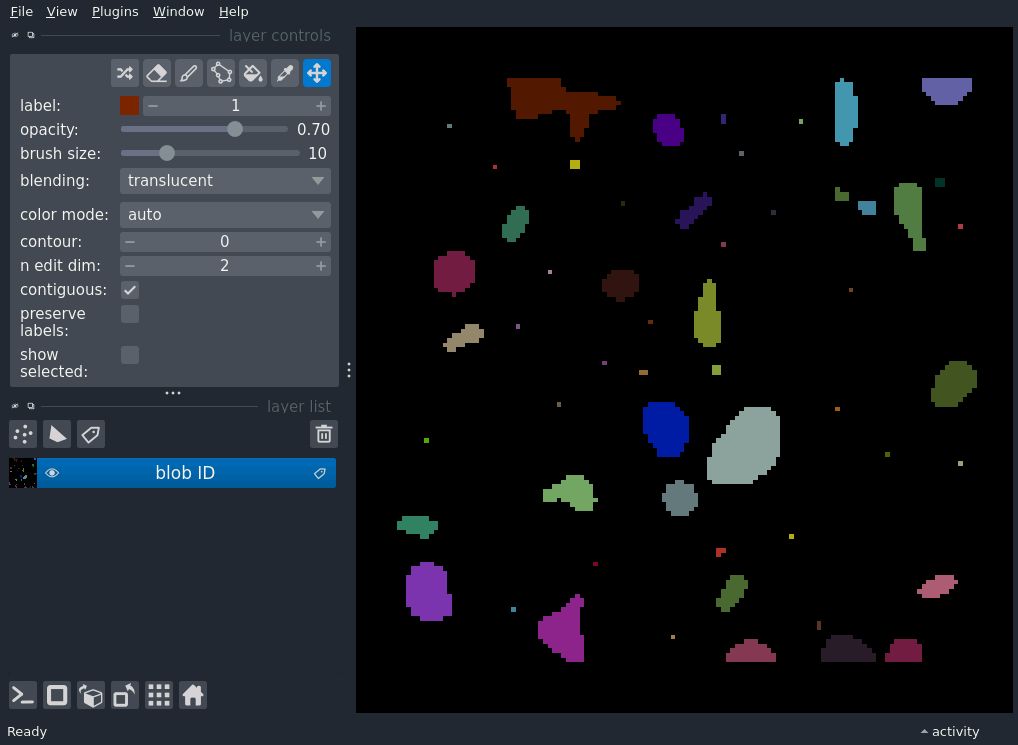 File View Plugins Window Help
layer controls
label: 1
opacity: 0.70
brush size: 10
blending: translucent
color mode: auto
contour: 0
n edit dim: 2
contiguous:
preserve
labels:
show
selected:
layer list
blob ID
Ready
activity